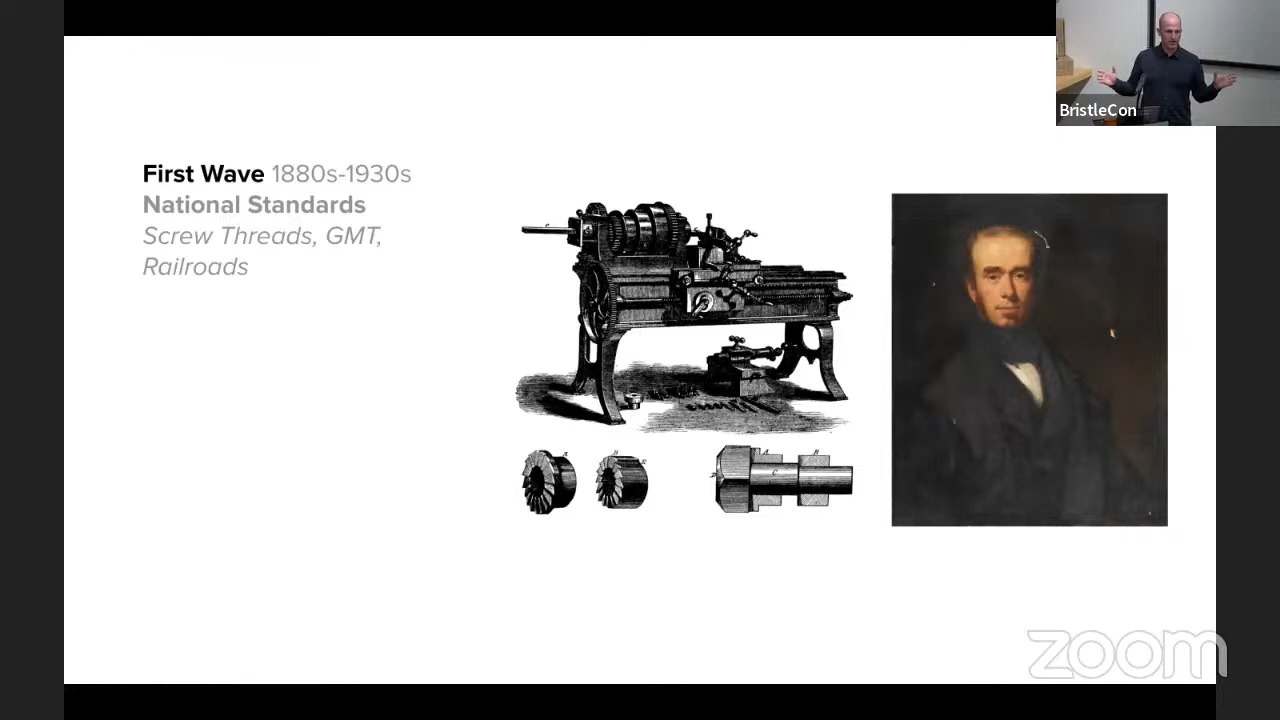 BristleCon
First Wave 1880s-1930s
National Standards
Screw Threads, GMT,
Railroads
zoom